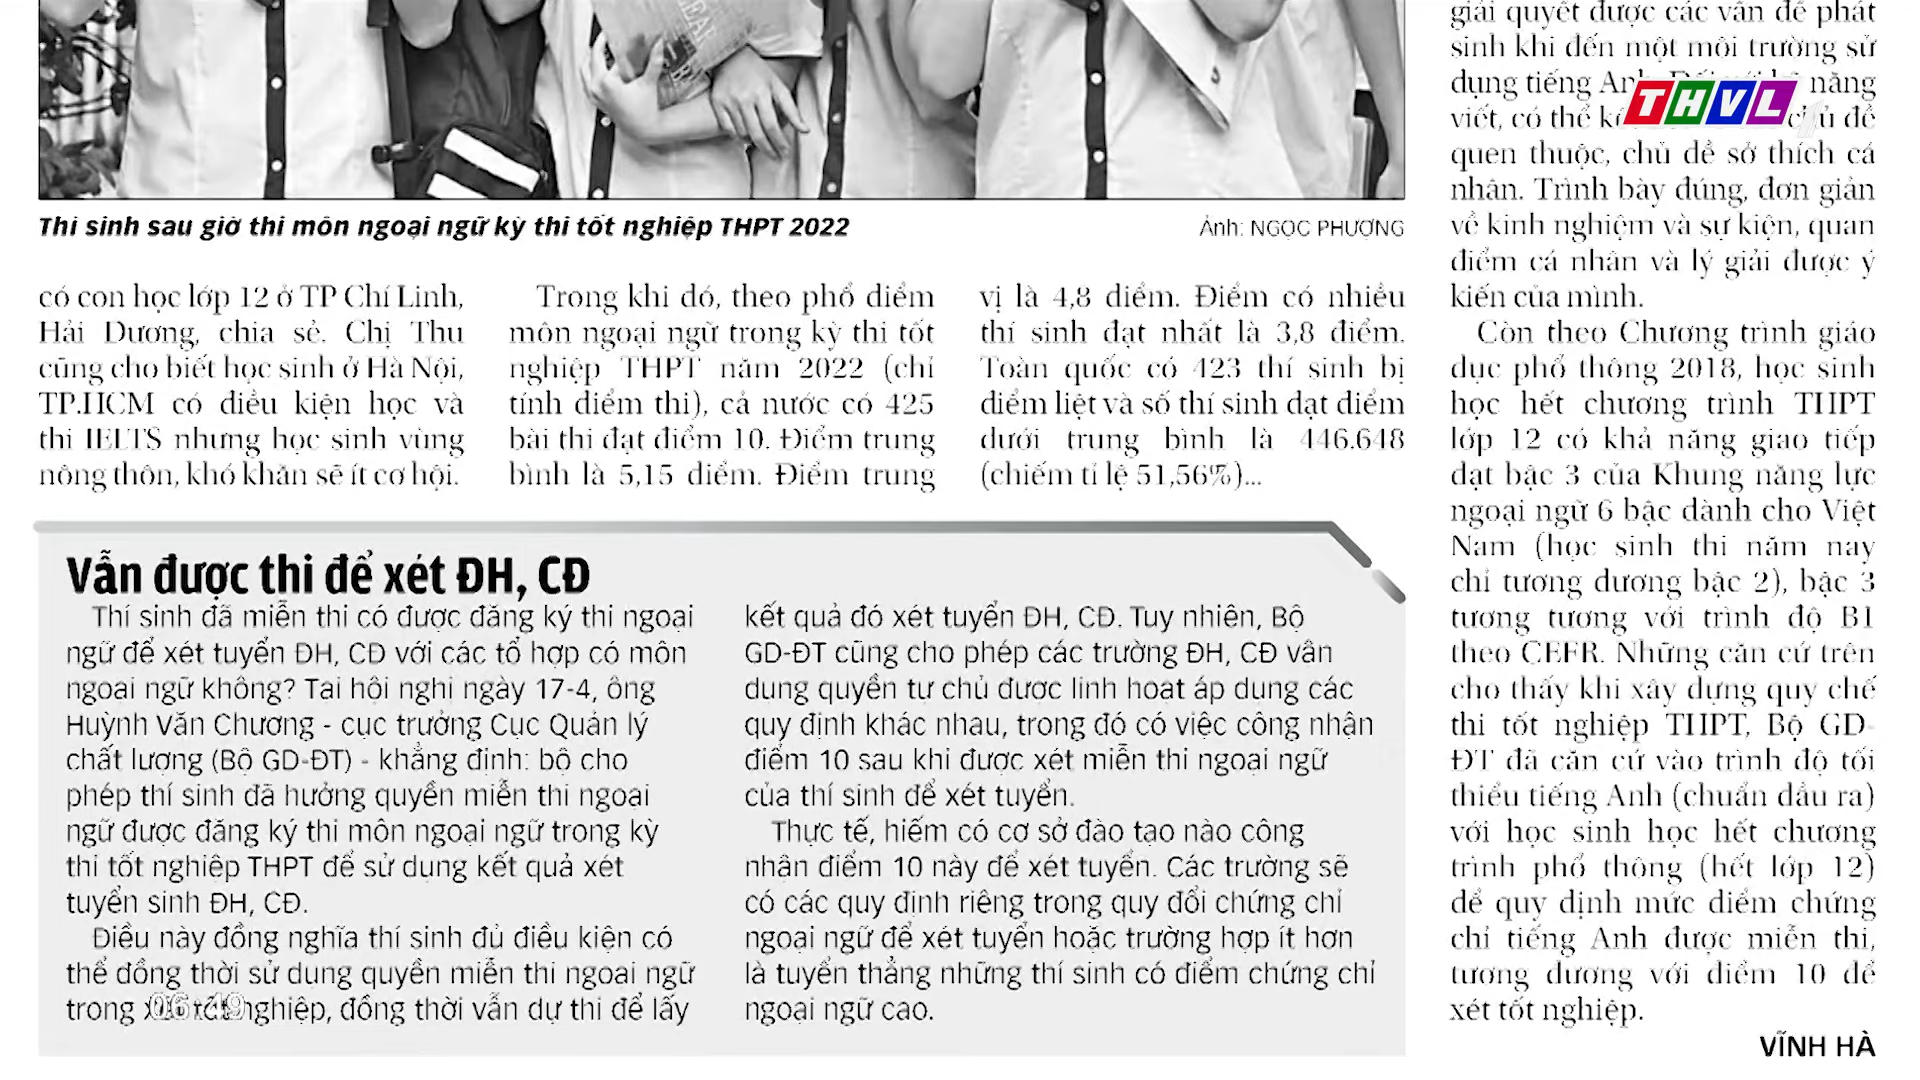 Thí sinh sau giờ thi môn ngoại ngữ kỳ thi tốt nghiệp THPT 2022
Ảnh: NGỌC PHƯỢNG
có con học lớp 12 ở TP Chí Linh,
Hải Dương, chia sẻ. Chị Thu
cũng cho biết học sinh ở Hà Nội,
TP.HCM có điều kiện học và
thi IELTS nhưng học sinh vùng
nông thôn, khó khăn sẽ ít cơ hội.
Trong khi đó, theo phổ điểm
môn ngoại ngữ trong kỳ thi tốt
nghiệp THPT năm 2022 (chỉ
tính điểm thi), cả nước có 425
bài thi đạt điểm 10. Điểm trung
bình là 5,15 điểm. Điểm trung
vị là 4,8 điểm. Điểm có nhiều
thí sinh đạt nhất là 3,8 điểm.
Toàn quốc có 423 thí sinh bị
điểm liệt và số thí sinh đạt điểm
dưới trung bình là 446.648
(chiếm tỉ lệ 51,56%)...
Vẫn được thi để xét ĐH, CĐ
Thí sinh đã miễn thi có được đăng ký thi ngoại
ngữ để xét tuyển ĐH, CĐ với các tổ hợp có môn
ngoại ngữ không? Tại hội nghị ngày 17-4, ông
Huỳnh Văn Chương - cục trưởng Cục Quản lý
chất lượng (Bộ GD-ĐT) - khẳng định: bộ cho
phép thí sinh đã hưởng quyền miễn thi ngoại
ngữ được đăng ký thi môn ngoại ngữ trong kỳ
thi tốt nghiệp THPT để sử dụng kết quả xét
tuyển sinh ĐH, CĐ.
Điều này đồng nghĩa thí sinh đủ điều kiện có
thể đồng thời sử dụng quyền miễn thi ngoại ngữ
trong nghiệp, đồng thời vẫn dự thi để lấy
06:49
kết quả đó xét tuyển ĐH, CĐ. Tuy nhiên, Bộ
GD-ĐT cũng cho phép các trường ĐH, CĐ vận
dụng quyền tự chủ được linh hoạt áp dụng các
quy định khác nhau, trong đó có việc công nhận
điểm 10 sau khi được xét miễn thi ngoại ngữ
của thí sinh để xét tuyển.
Thực tế, hiếm có cơ sở đào tạo nào công
nhận điểm 10 này để xét tuyển. Các trường sẽ
có các quy định riêng trong quy đổi chứng chỉ
ngoại ngữ để xét tuyển hoặc trường hợp ít hơn
là tuyển thẳng những thí sinh có điểm chứng chỉ
ngoại ngữ cao.
giải quyết được các vấn đề phát
sinh khi đến một môi trường sử
dụng tiếng năng
THVL1
viết, có thể chủ đề
quen thuộc, chủ đề sở thích cá
nhân. Trình bày đúng, đơn giản
về kinh nghiệm và sự kiện, quan
điểm cá nhân và lý giải được ý
kiến của mình.
Còn theo Chương trình giáo
dục phổ thông 2018, học sinh
học hết chương trình THPT
lớp 12 có khả năng giao tiếp
đạt bậc 3 của Khung năng lực
ngoại ngữ 6 bậc dành cho Việt
Nam (học sinh thi năm nay
chỉ tương đương bậc 2), bậc 3
tương tương với trình độ B1
theo CEFR. Những căn cứ trên
cho thấy khi xây dựng quy chế
thi tốt nghiệp THPT, Bộ GD-
ĐT đã căn cứ vào trình độ tối
thiểu tiếng Anh (chuẩn đầu ra)
với học sinh học hết chương
trình phổ thông (hết lớp 12)
để quy định mức điểm chứng
chỉ tiếng Anh được miễn thi,
tương đương với điểm 10 để
xét tốt nghiệp.
VĨNH HÀ